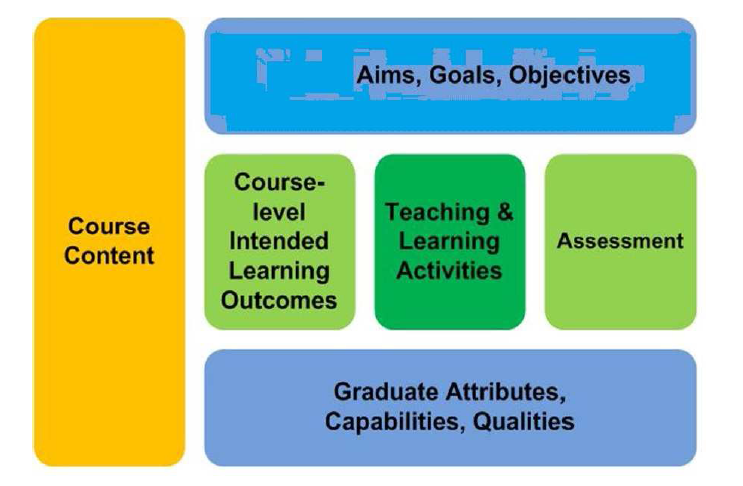 Course
Content
Aims, Goals, Objectives
Course-
level
Intended
Learning
Outcomes
Teaching &
Learning
Activities
Assessment
Graduate Attributes,
Capabilities, Qualities